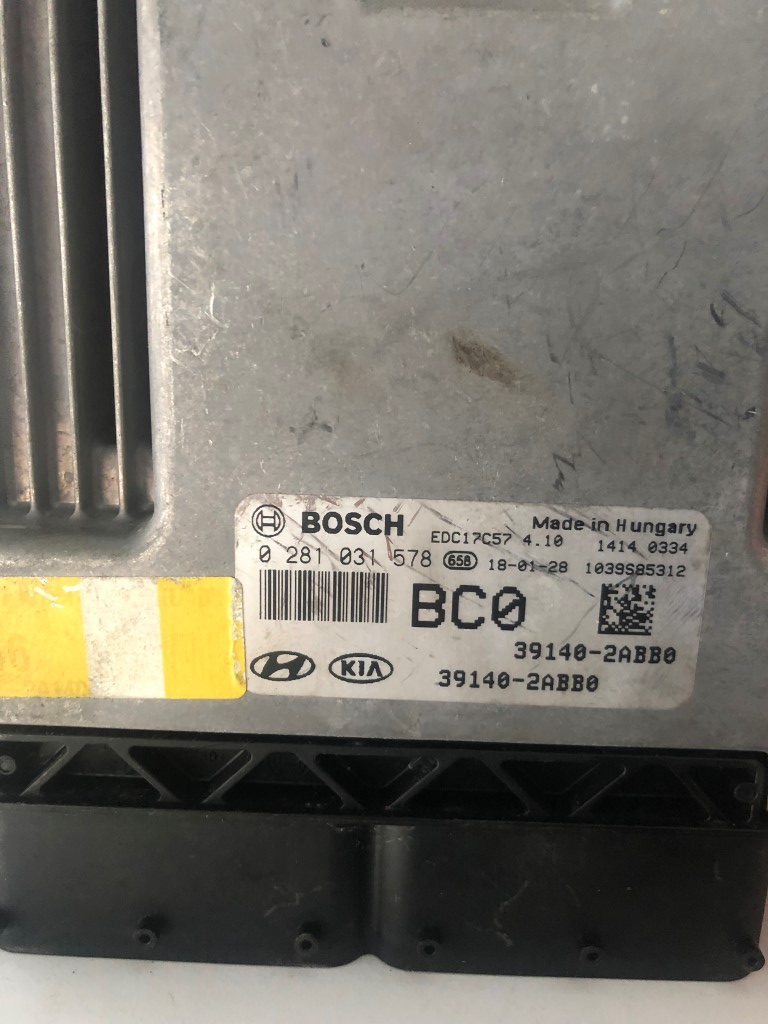 BOSCH
Made in Hungary
EDC17C57 4.10
1414 0334
0 281 031 578
658
18-01-28
1039S85312
BC0
39140-2ABB0
KIA
39140-2ABB0